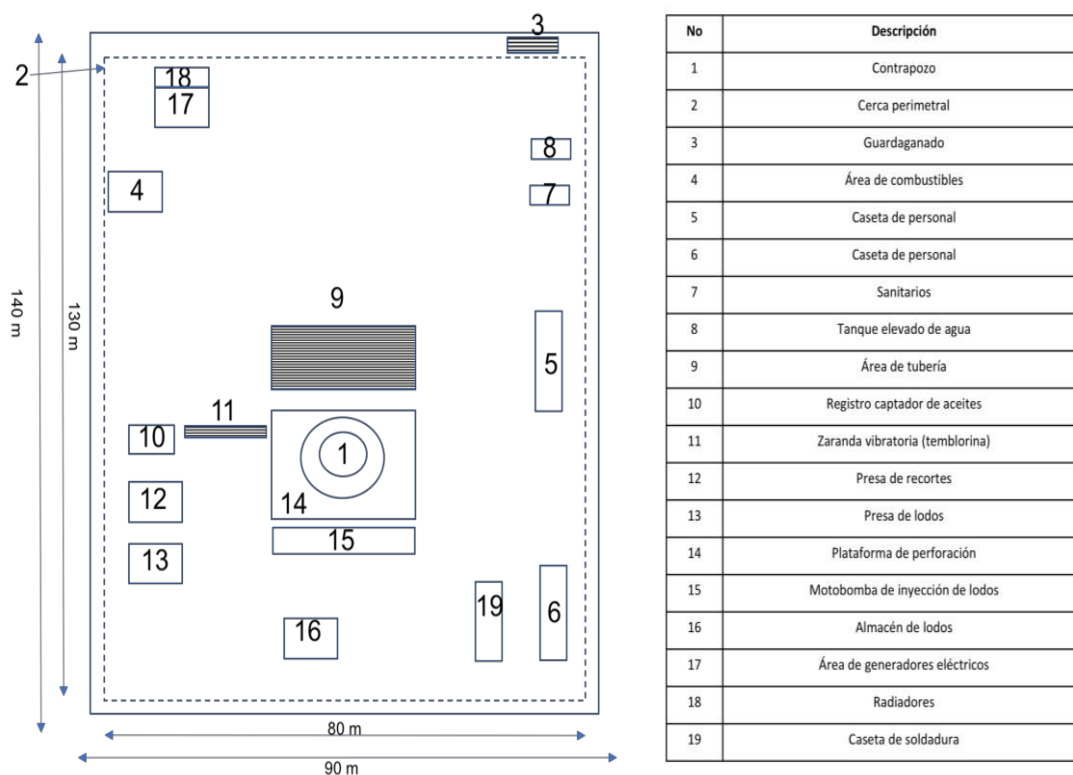 3
2
18
17
8
4
7
9
140 m
130 m
5
11
10
1
12
14
15
13
19
6
16
80 m
90 m
No Descripción
1 Contrapozo
2 Cerca perimetral
3 Guardaganado
4 Área de combustibles
5 Caseta de personal
6 Caseta de personal
7 Sanitarios
8 Tanque elevado de agua
9 Área de tubería
10 Registro captador de aceites
11 Zaranda vibratoria (temblorina)
12 Presa de recortes
13 Presa de lodos
14 Plataforma de perforación
15 Motobomba de inyección de lodos
16 Almacén de lodos
17 Área de generadores eléctricos
18 Radiadores
19 Caseta de soldadura